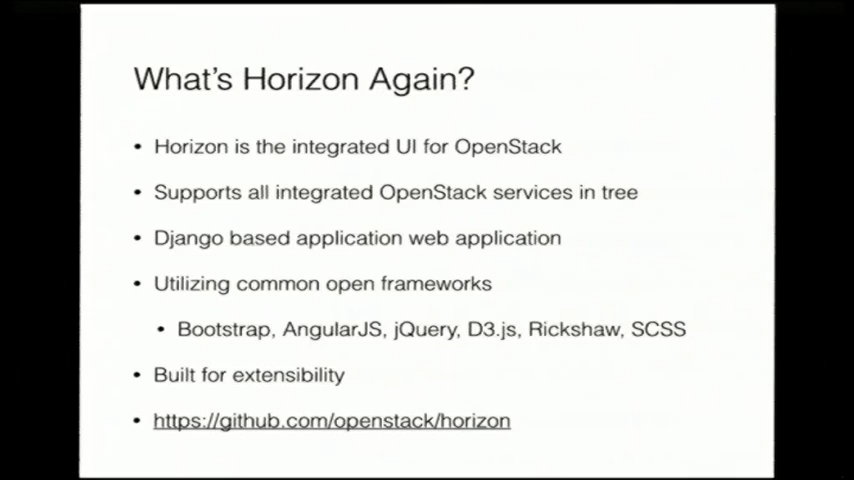 What's Horizon Again?
• Horizon is the integrated UI for OpenStack
• Supports all integrated OpenStack services in tree
• Django based application web application
• Utilizing common open frameworks
• Bootstrap, AngularJS, jQuery, D3.js, Rickshaw, SCSS
• Built for extensibility
• https://github.com/openstack/horizon